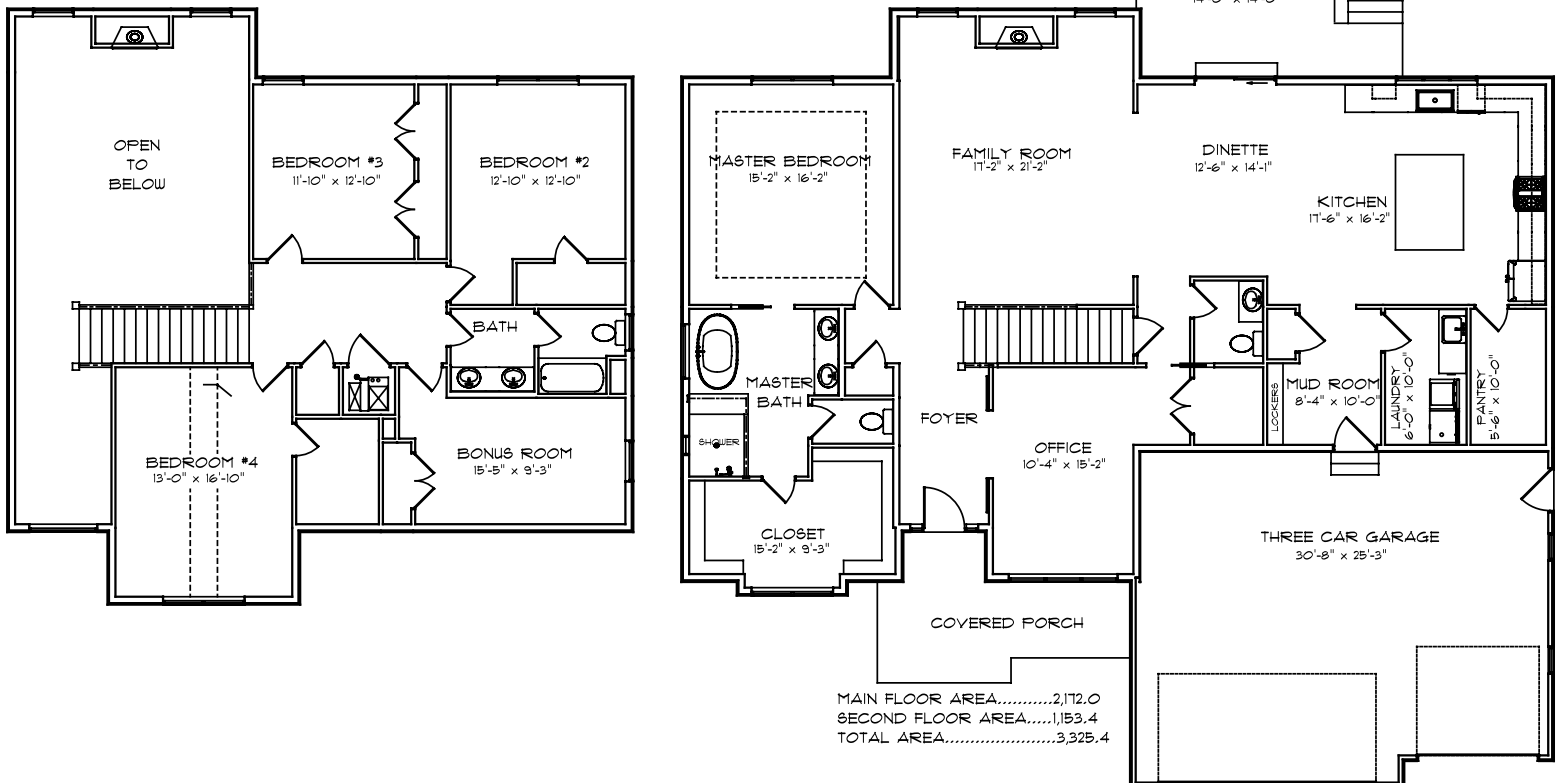 OPEN
TO
BELOW
BEDROOM #3
11'-10" x 12'-10"
BEDROOM #2
12'-10" x 12'-10"
BATH
BEDROOM #4
13'-0" x 16'-10"
BONUS ROOM
15'-5" x 9'-3"
MASTER BEDROOM
15'-2" x 16'-2"
FAMILY ROOM
17'-2" x 21'-2"
DINETTE
12'-6" x 14'-1"
KITCHEN
17'-6" x 16'-2"
MASTER
BATH
SHOWER
FOYER
OFFICE
10'-4" x 15'-2"
LOCKERS
MUD ROOM
8'-4" x 10'-0"
LAUNDRY
6'-0" x 10'-0"
PANTRY
5'-6" x 10'-0"
CLOSET
15'-2" x 9'-3"
THREE CAR GARAGE
30'-8" x 25'-3"
COVERED PORCH
MAIN FLOOR AREA...........2,172.0
SECOND FLOOR AREA.....1,153.4
TOTAL AREA......................3,325.4